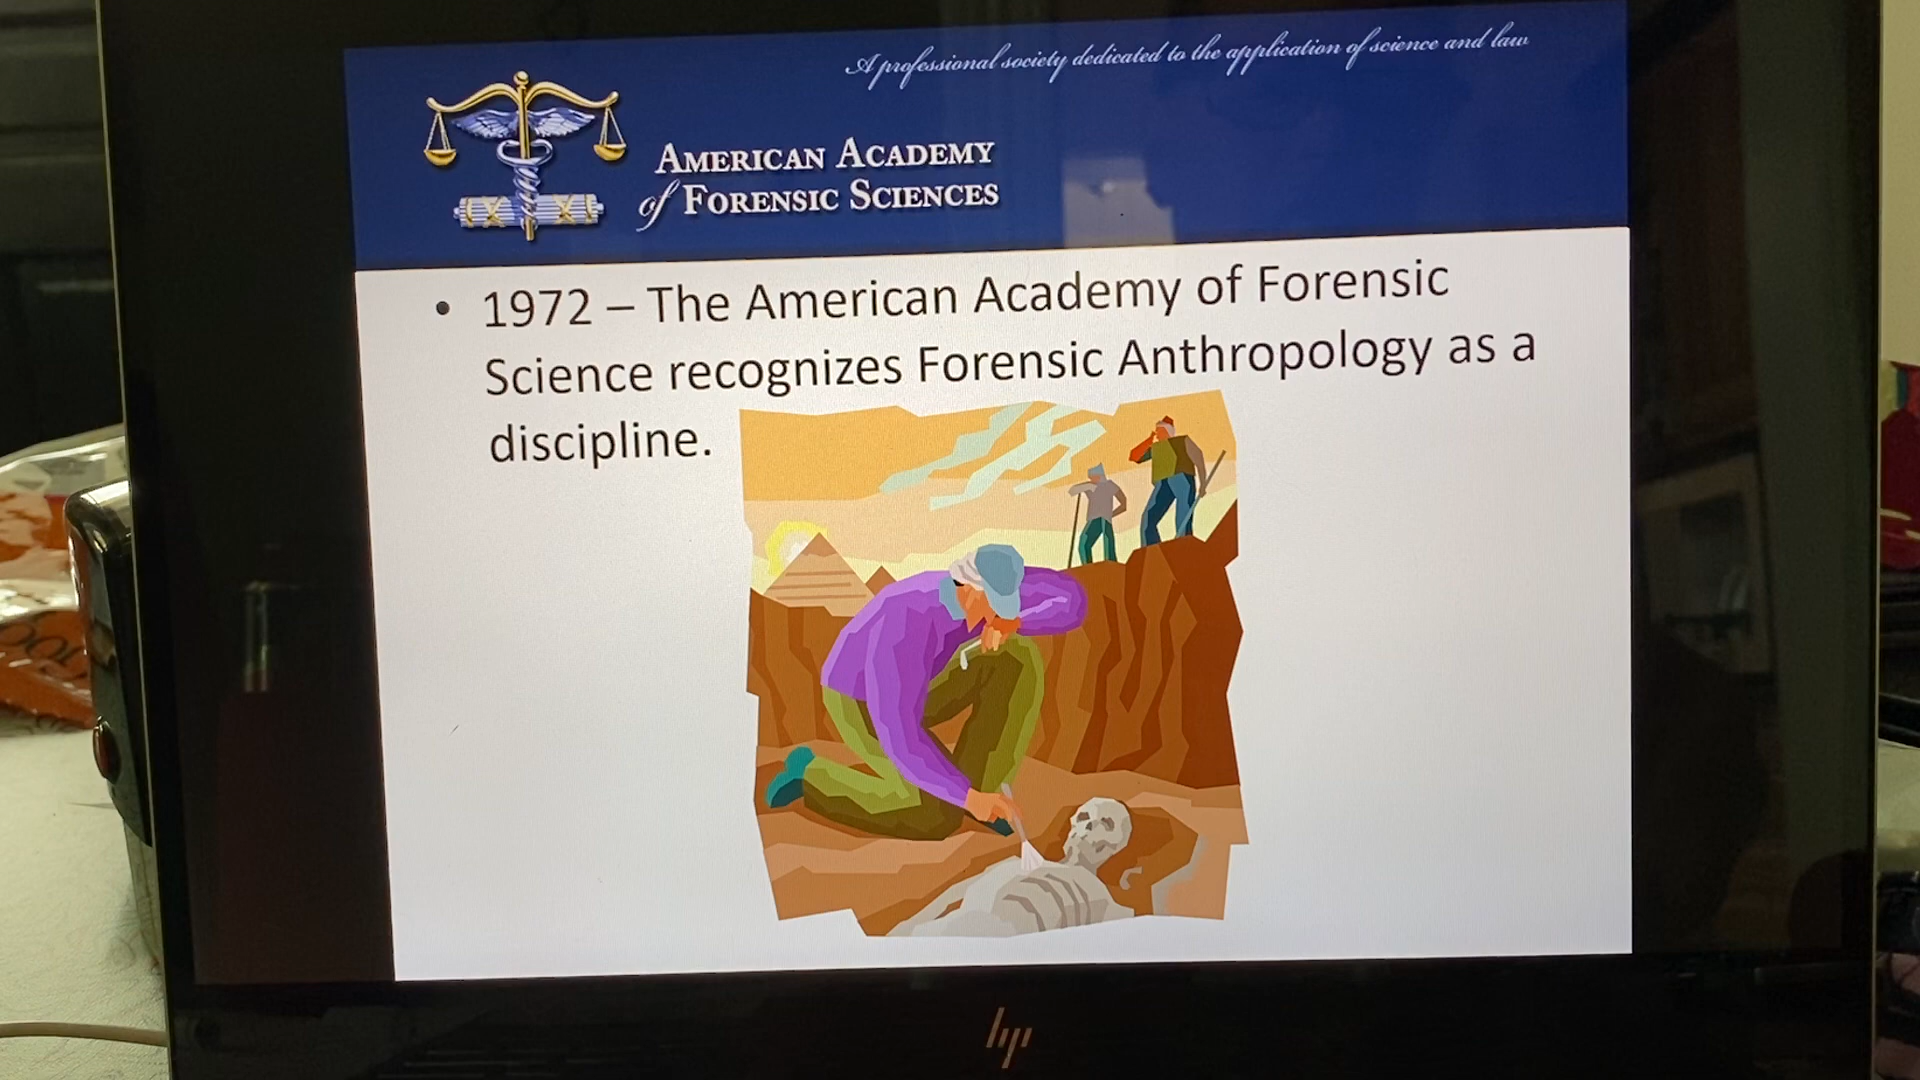 A professional society dedicated to the application of science and law
AMERICAN ACADEMY
of FORENSIC SCIENCES
• 1972 – The American Academy of Forensic
Science recognizes Forensic Anthropology as a
discipline.
hp